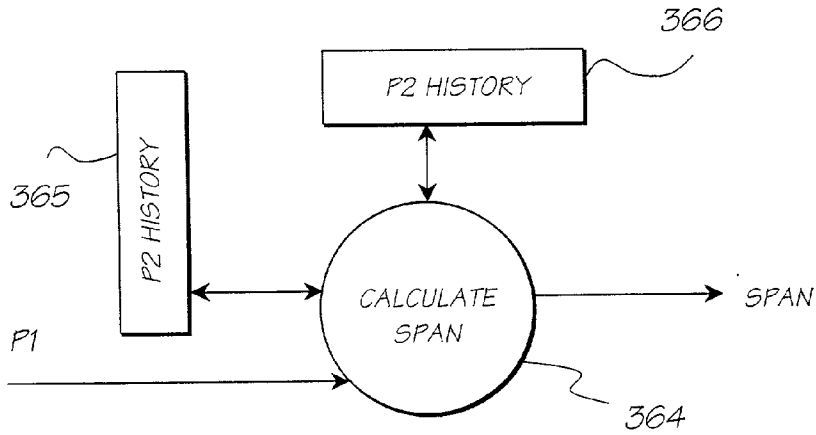 366
P2 HISTORY
365
P2 HISTORY
CALCULATE
SPAN
SPAN
P1
364